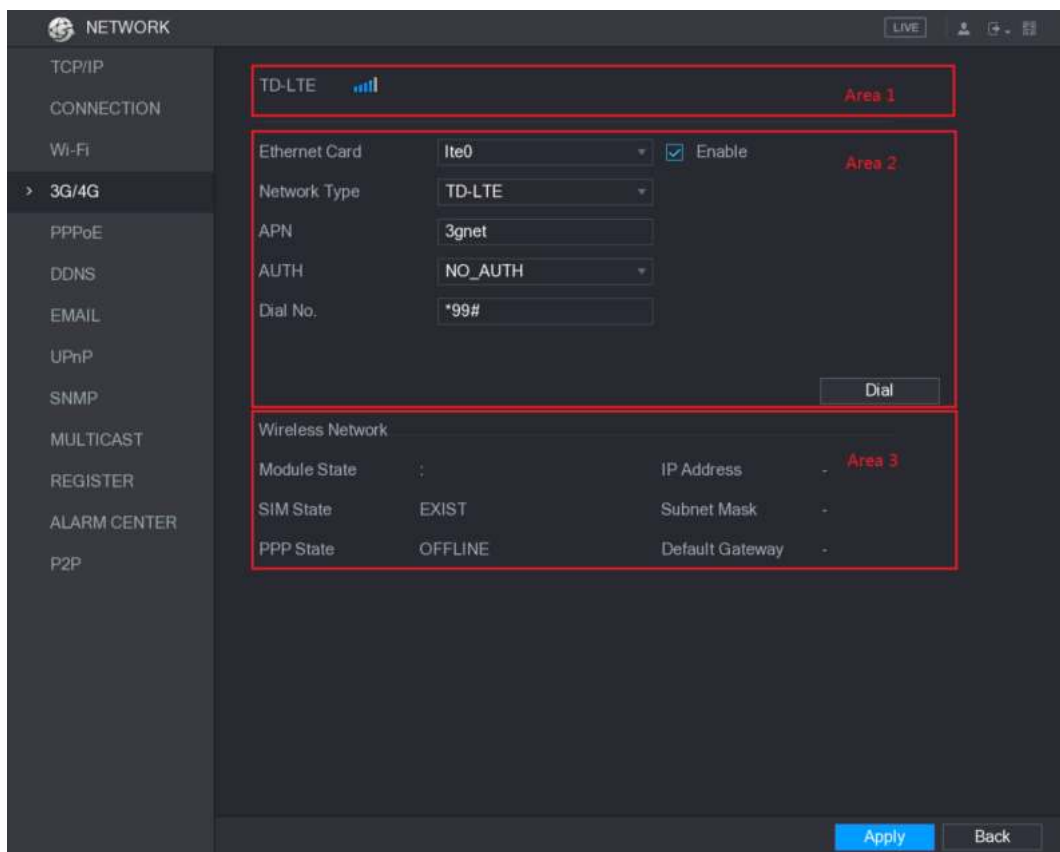 NETWORK
LIVE
TCP/IP
CONNECTION
Wi-Fi
> 3G/4G
PPPoE
DDNS
EMAIL
UPnP
SNMP
MULTICAST
REGISTER
ALARM CENTER
P2P
TD-LTE
Area 1
Ethernet Card lte0 Enable
Area 2
Network Type TD-LTE
APN 3gnet
AUTH NO_AUTH
Dial No. *99#
Dial
Wireless Network
Area 3
Module State : IP Address -
SIM State EXIST Subnet Mask -
PPP State OFFLINE Default Gateway -
Apply Back